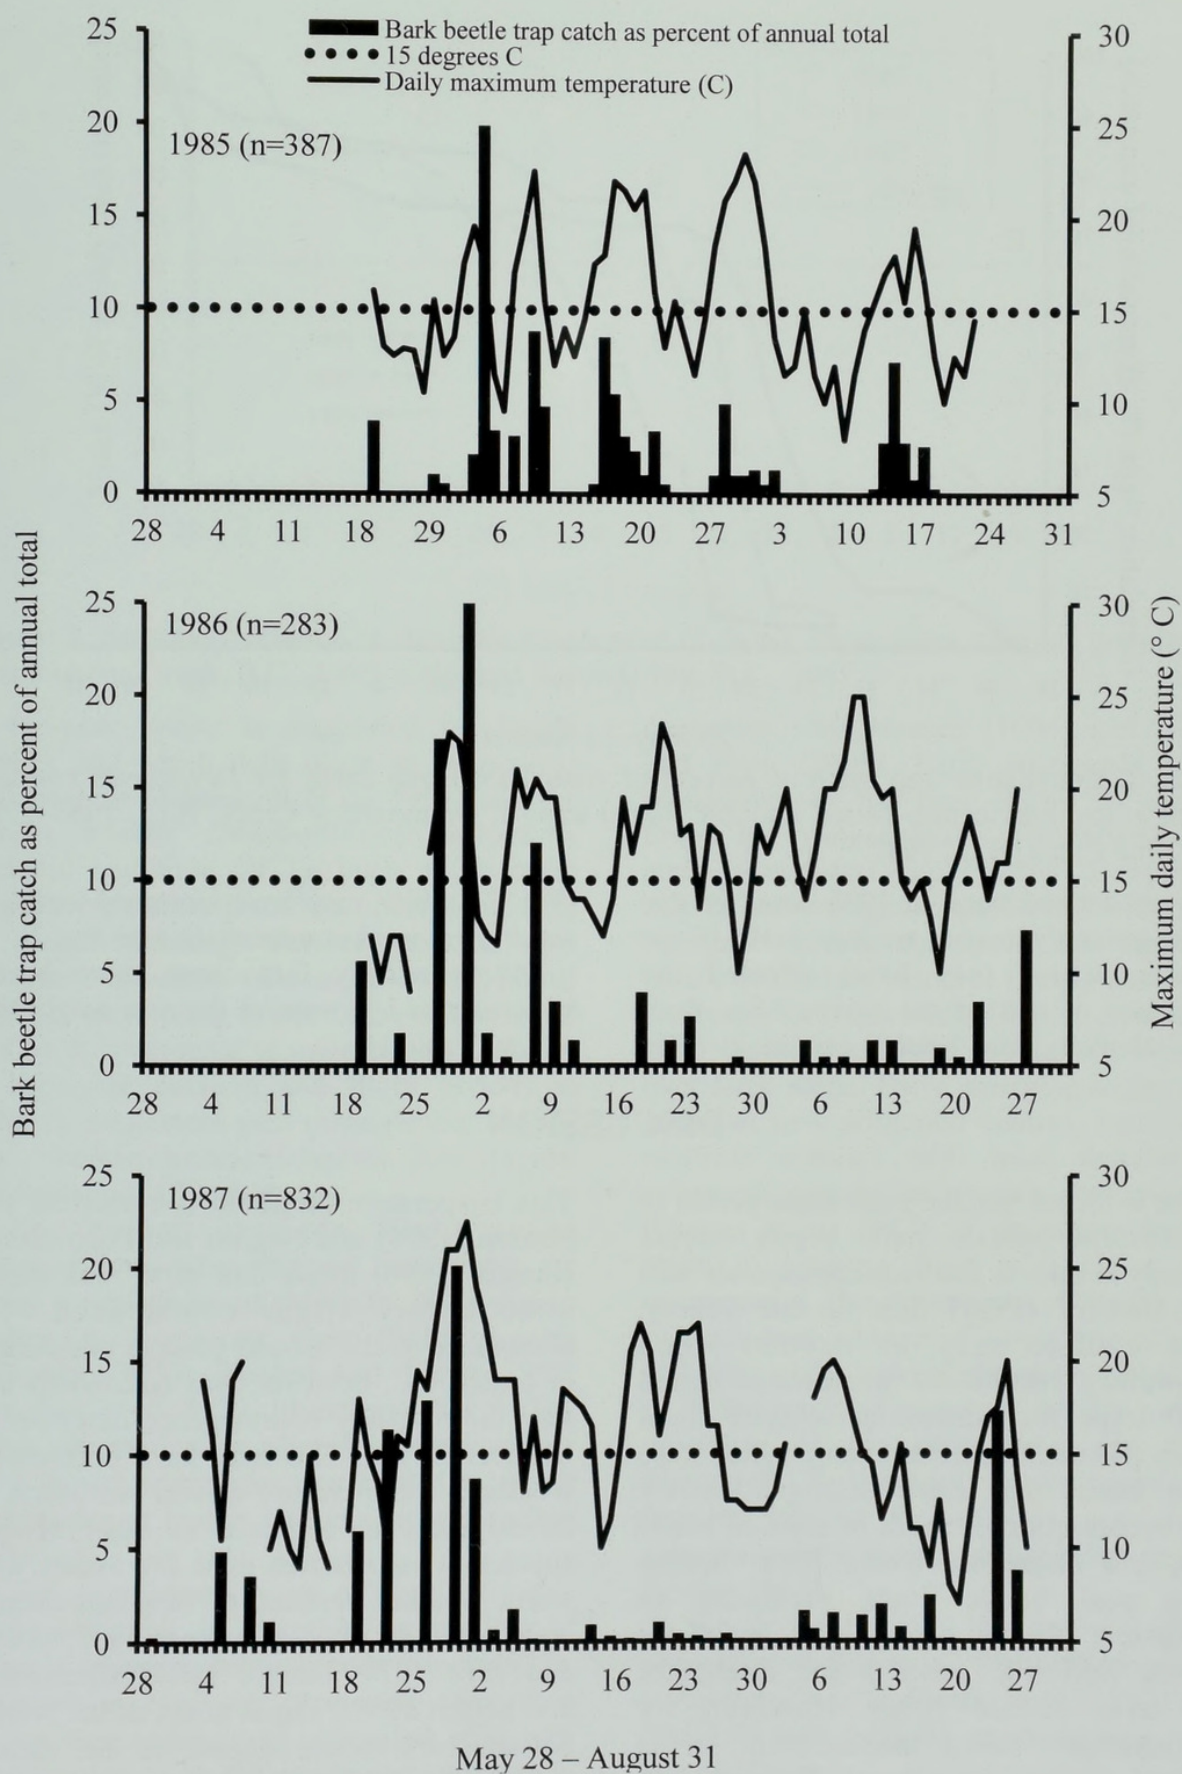 Bark beetle trap catch as percent of annual total
15 degrees C
Daily maximum temperature (C)
25 30
20 25
1985 (n=387)
15 20
10 15
5 10
0 5
28 4 11 18 29 6 13 20 27 3 10 17 24 31
25 30
1986 (n=283)
20 25
15 20
10 15
5 10
0 5
28 4 11 18 25 2 9 16 23 30 6 13 20 27
25 30
1987 (n=832)
20 25
15 20
10 15
5 10
0 5
28 4 11 18 25 2 9 16 23 30 6 13 20 27
Bark beetle trap catch as percent of annual total
Maximum daily temperature (° C)
May 28 – August 31